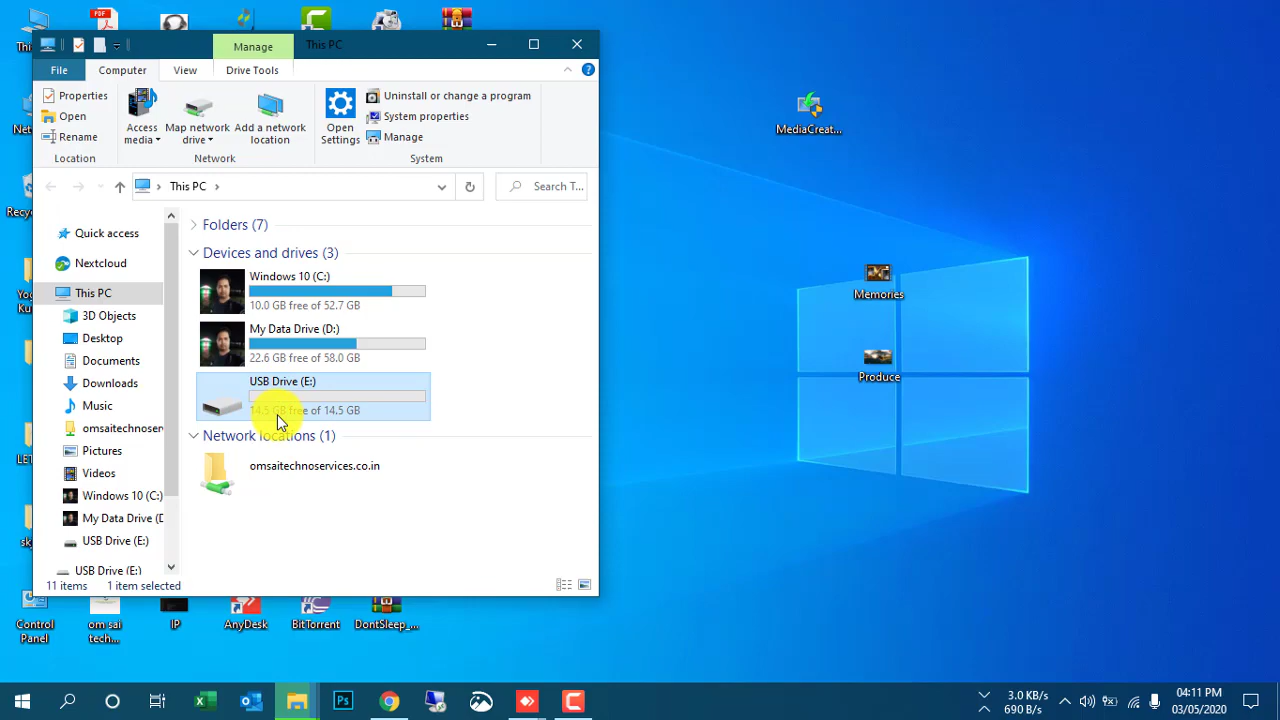 Manage
This PC
File
Computer
View
Drive Tools
Properties
Open
Rename
Location
Access media
Map network drive
Add a network location
Network
Open Settings
Uninstall or change a program
System properties
Manage
System
This PC
Search T...
Quick access
Nextcloud
This PC
3D Objects
Desktop
Documents
Downloads
Music
omsaitechnoser
Pictures
Videos
Windows 10 (C:)
My Data Drive (D
USB Drive (E:)
USB Drive (E:)
Folders (7)
Devices and drives (3)
Windows 10 (C:)
10.0 GB free of 52.7 GB
My Data Drive (D:)
22.6 GB free of 58.0 GB
USB Drive (E:)
14.5 GB free of 14.5 GB
Network locations (1)
omsaitechnoservices.co.in
11 items
1 item selected
MediaCreat...
Memories
Produce
PDF
Control Panel
om sai tech...
IP
AnyDesk
BitTorrent
DontSleep_...
Ps
3.0 KB/s
690 B/s
04:11 PM
03/05/2020